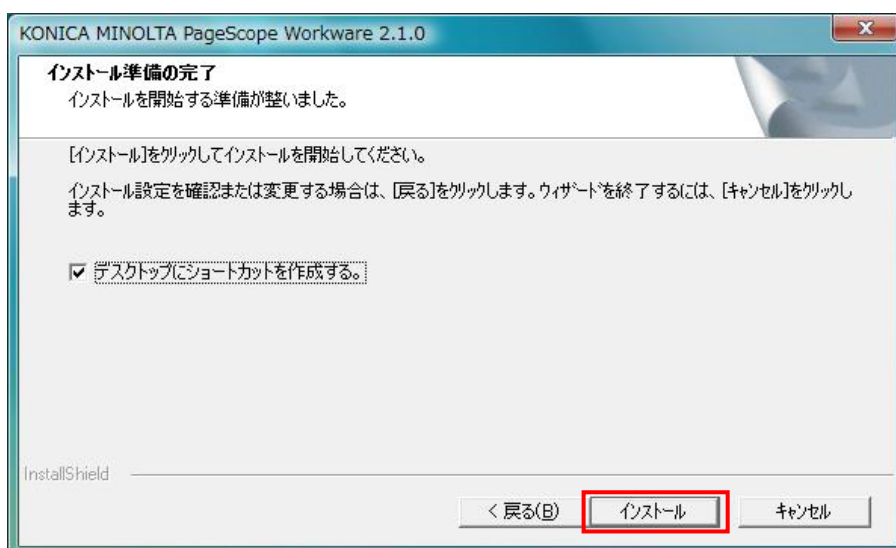 KONICA MINOLTA PageScope Workware 2.1.0
インストール準備の完了
インストールを開始する準備が整いました。
[インストール]をクリックしてインストールを開始してください。
インストール設定を確認または変更する場合は、[戻る]をクリックします。ウィザードを終了するには、[キャンセル]をクリックし
ます。
デスクトップにショートカットを作成する。
InstallShield
< 戻る(B)
インストール
キャンセル